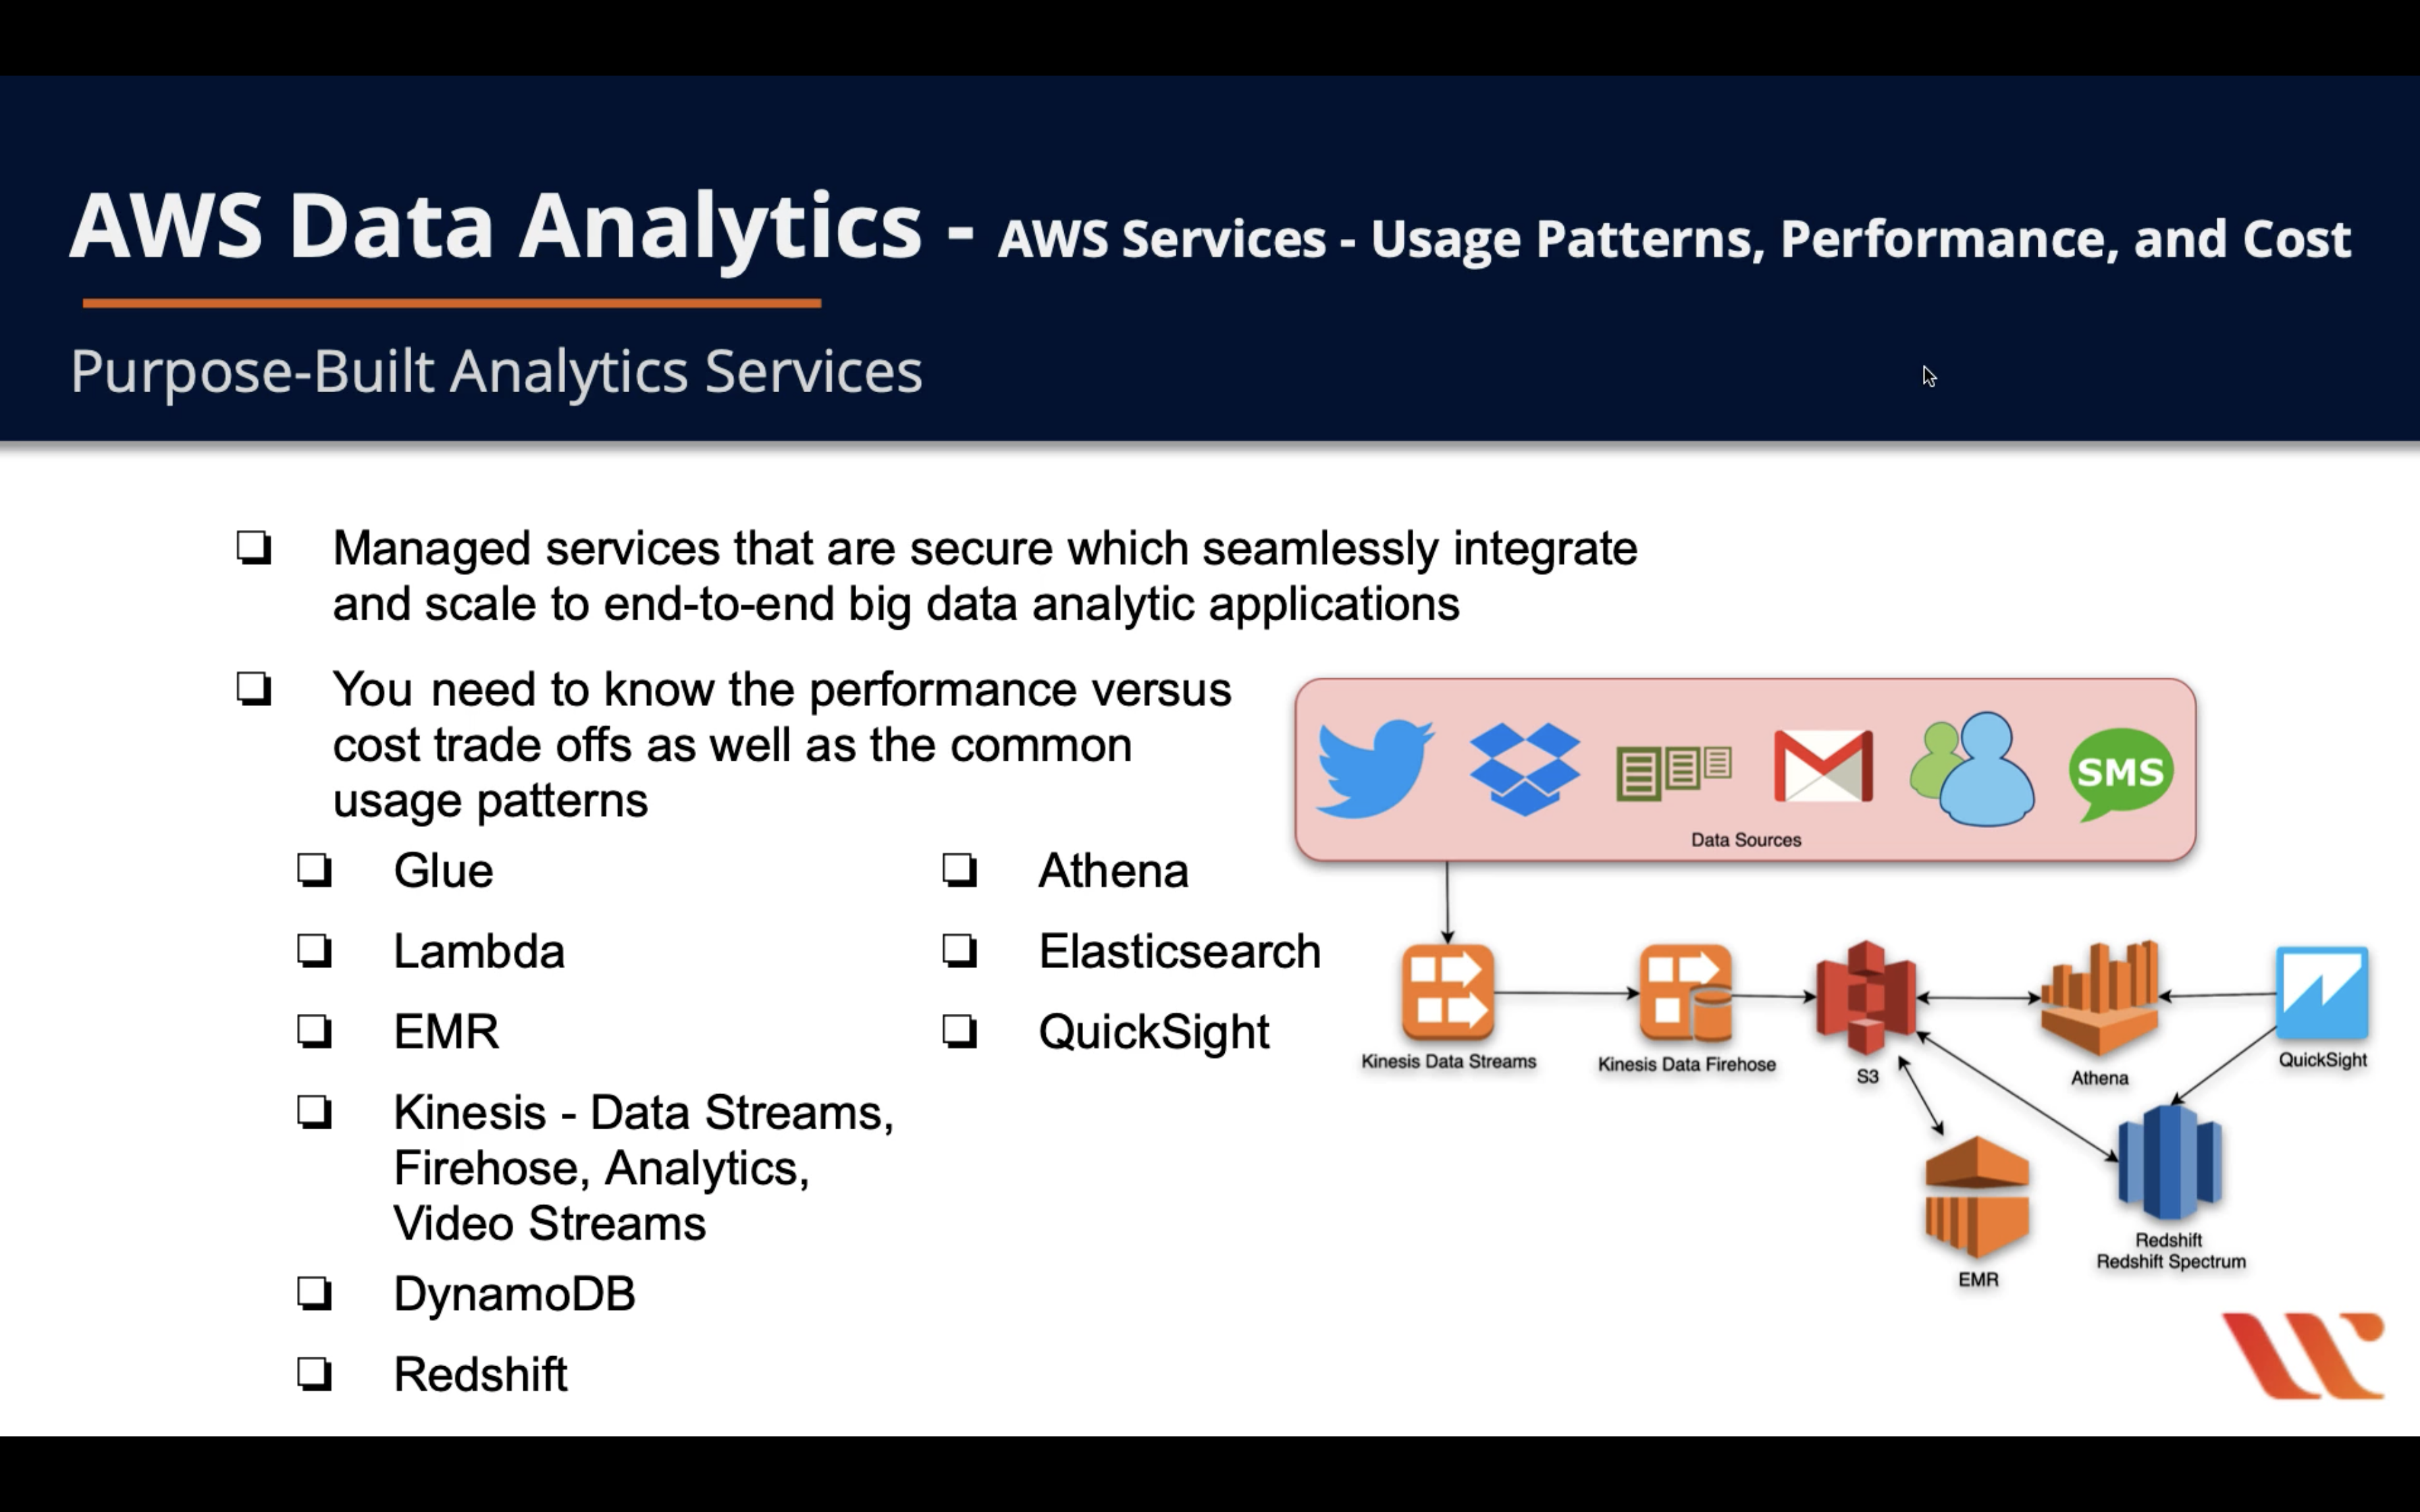 AWS Data Analytics - AWS Services - Usage Patterns, Performance, and Cost
Purpose-Built Analytics Services
Managed services that are secure which seamlessly integrate
and scale to end-to-end big data analytic applications
You need to know the performance versus
cost trade offs as well as the common
usage patterns
Glue
Lambda
EMR
Kinesis - Data Streams,
Firehose, Analytics,
Video Streams
DynamoDB
Redshift
Athena
Elasticsearch
QuickSight
SMS
Data Sources
Kinesis Data Streams
Kinesis Data Firehose
S3
Athena
QuickSight
EMR
Redshift
Redshift Spectrum